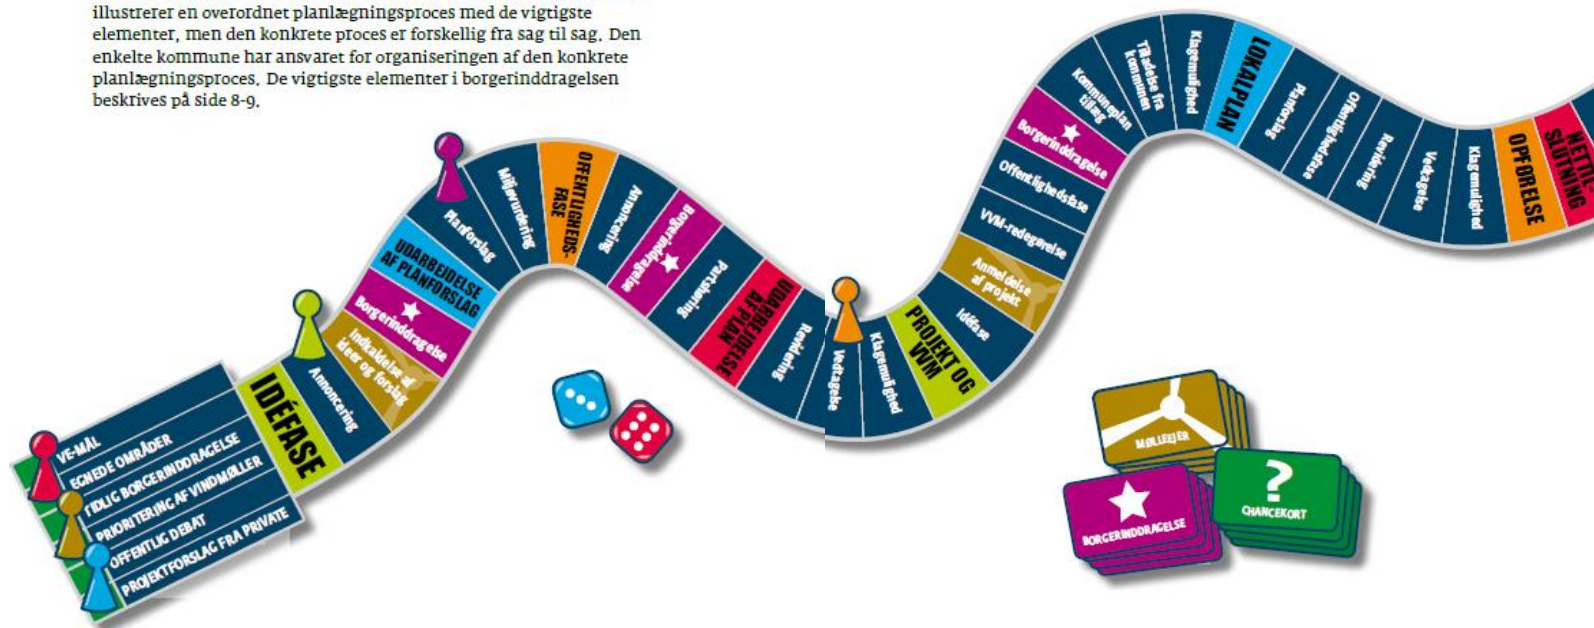 illustrerer en overordnet planlægningsproces med de vigtigste
elementer, men den konkrete proces er forskellig fra sag til sag. Den
enkelte kommune har ansvaret for organiseringen af den konkrete
planlægningsproces. De vigtigste elementer i borgerinddragelsen
beskrives på side 8-9.
VE-MÅL
EGNEDE OMRÅDER
TIDLIG BORGERINDDRAGELSE
PRIORITERING AF VINDMØLLER
OFFENTLIG DEBAT
PROJEKTFORSLAG FRA PRIVATE
IDÉFASE
Annoncering
Indkaldelse af
ideer og forslag
Borgerinddragelse
UDARBEJDELSE
AF PLANFORSLAG
Planforslag
Miljøvurdering
OFFENTLIGHEDS-
FASE
Annoncering
Borgerinddragelse
Partshøring
UDARBEJDELSE
AF PLAN
Revidering
Vedtagelse
Klagemulighed
PROJEKT OG
VVM
Idéfase
Anmeldelse
af projekt
VVM-redegørelse
Offentlighedsfase
Borgerinddragelse
Kommuneplan
tillæg
Tilladelse fra
kommunen
Klagemulighed
LOKALPLAN
Planforslag
Offentlighedsfase
Revidering
Vedtagelse
Klagemulighed
OPFØRELSE
NETTIL-
SLUTNING
MØLLEEJER
BORGERINDDRAGELSE
?
CHANCEKORT